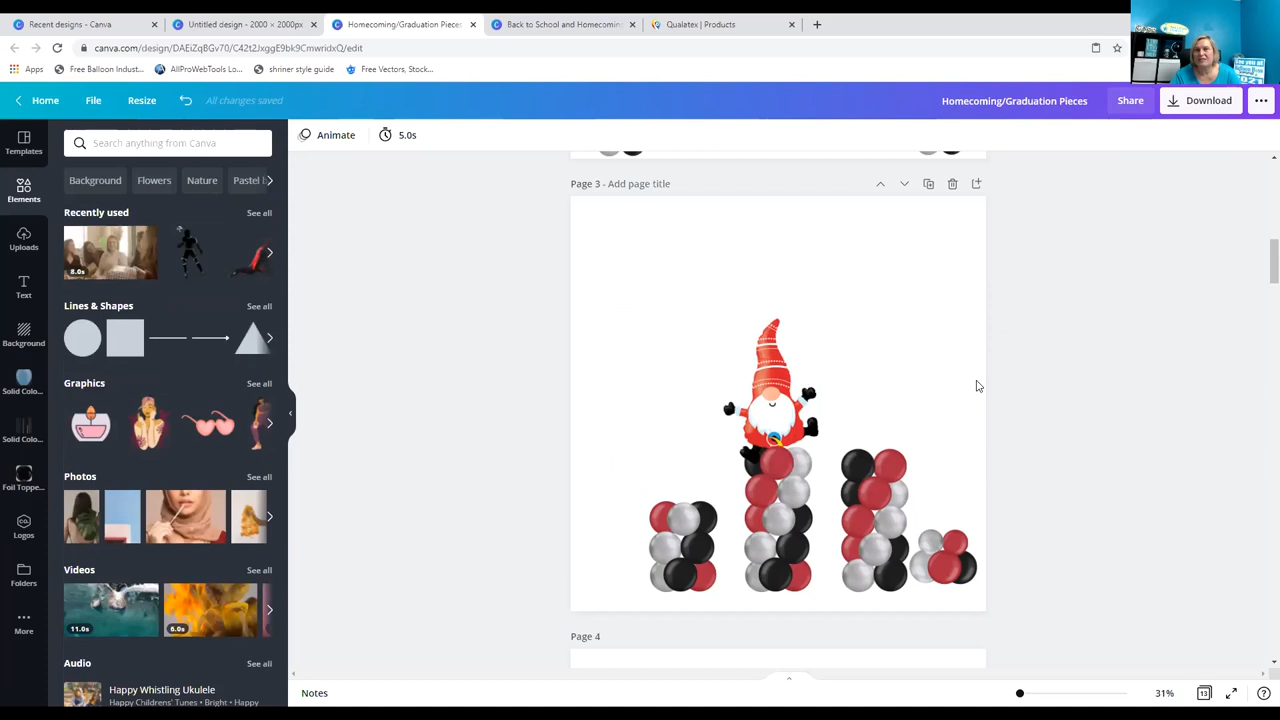 Recent designs - Canva
Untitled design - 2000 × 2000px
Homecoming/Graduation Pieces
Back to School and Homecoming
Qualatex | Products
canva.com/design/DAEiZqBGv70/C42t2JxggE9bk9CmwridxQ/edit
Apps
Free Balloon Indust...
AllProWebTools Lo...
shriner style guide
Free Vectors, Stock...
Home
File
Resize
All changes saved
Homecoming/Graduation Pieces
Share
Download
Templates
Elements
Uploads
Text
Background
Solid Colo...
Solid Colo...
Foil Toppe...
Logos
Folders
More
Search anything from Canva
Background
Flowers
Nature
Pastel
Recently used
See all
8.0s
Lines & Shapes
See all
Graphics
See all
Photos
See all
Videos
See all
11.0s
6.0s
Audio
See all
Happy Whistling Ukulele
Happy Childrens' Tunes • Bright • Happy
Animate
5.0s
Page 3 - Add page title
Page 4
Notes
31%
13